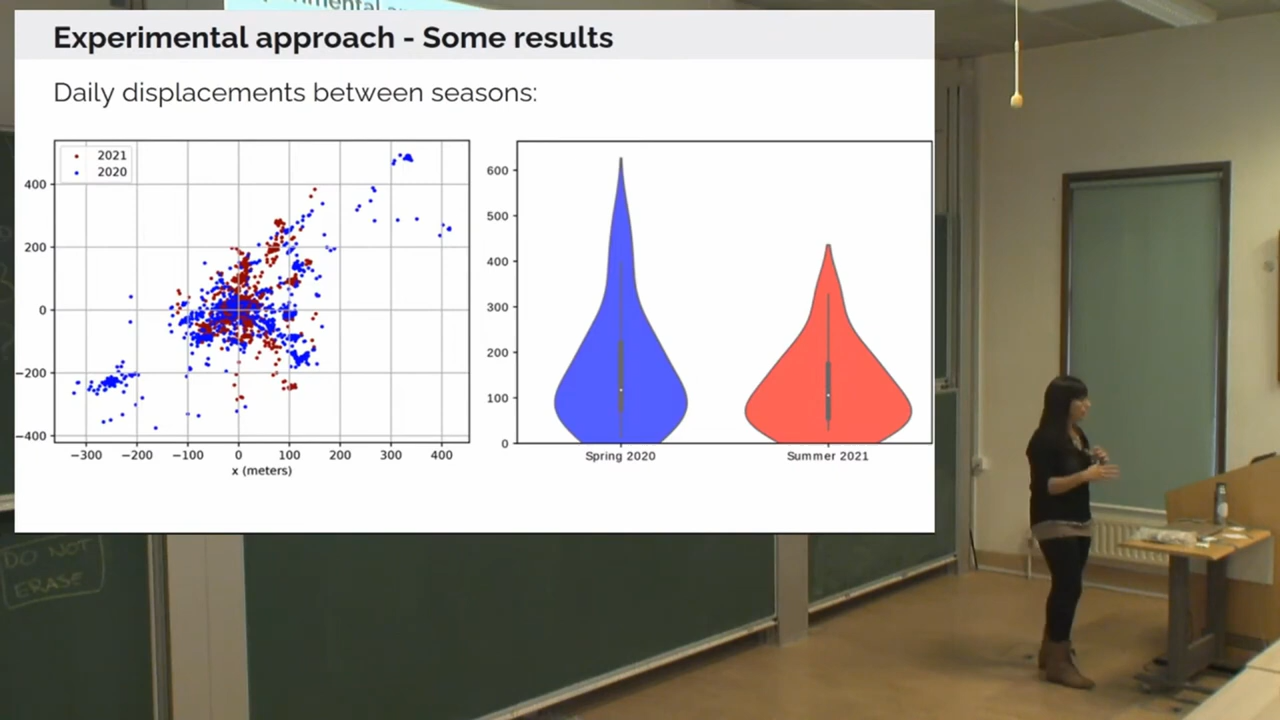 Experimental approach - Some results
Daily displacements between seasons:
2021
2020
400
200
0
−200
−400
−300 −200 −100 0 100 200 300 400
x (meters)
600
500
400
300
200
100
0
Spring 2020 Summer 2021
DO NOT
ERASE